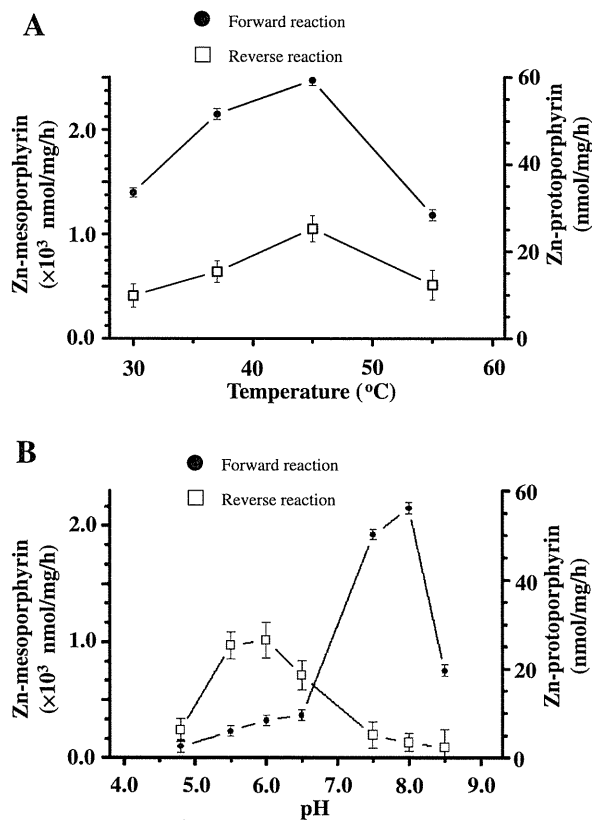 A
Forward reaction
Reverse reaction
Zn-mesoporphyrin
(×10³ nmol/mg/h)
2.0
1.0
0.0
60
40
20
0
Zn-protoporphyrin
(nmol/mg/h)
30 40 50 60
Temperature (°C)
B
Forward reaction
Reverse reaction
Zn-mesoporphyrin
(×10³ nmol/mg/h)
2.0
1.0
0.0
60
40
20
0
Zn-protoporphyrin
(nmol/mg/h)
4.0 5.0 6.0 7.0 8.0 9.0
pH